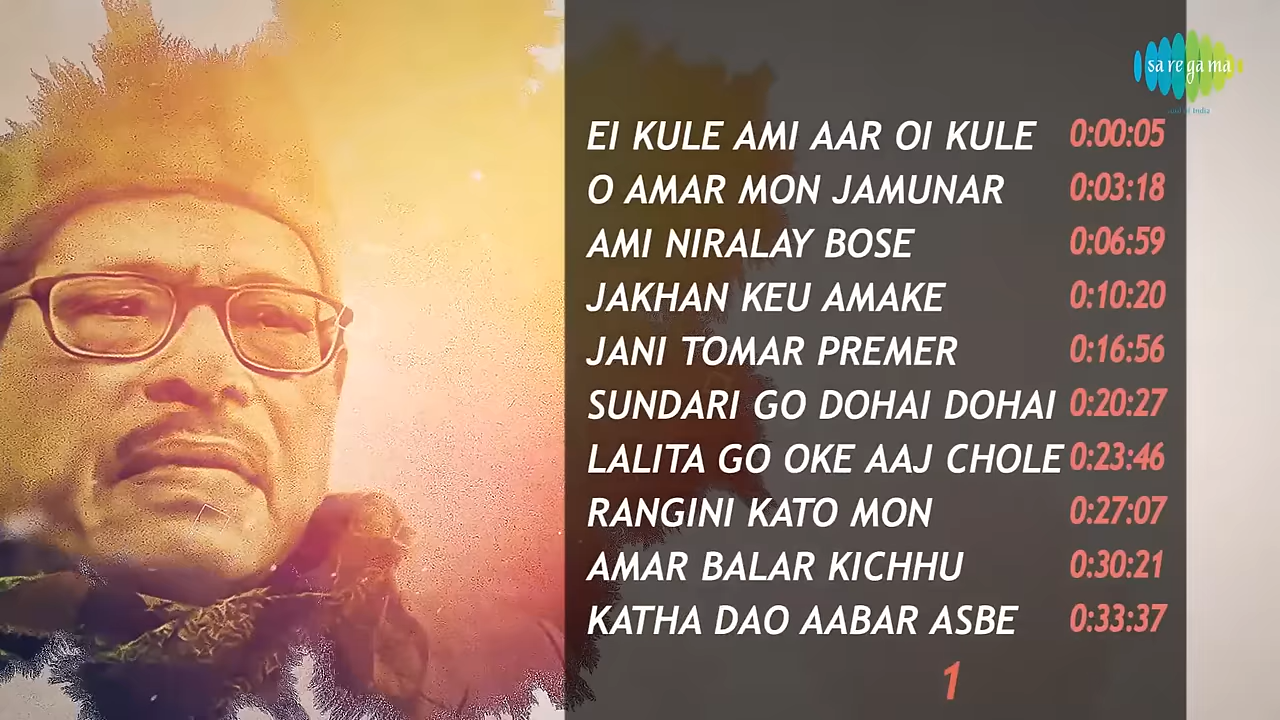 sa re ga ma
soul of India
EI KULE AMI AAR OI KULE 0:00:05
O AMAR MON JAMUNAR 0:03:18
AMI NIRALAY BOSE 0:06:59
JAKHAN KEU AMAKE 0:10:20
JANI TOMAR PREMER 0:16:56
SUNDARI GO DOHAI DOHAI 0:20:27
LALITA GO OKE AAJ CHOLE 0:23:46
RANGINI KATO MON 0:27:07
AMAR BALAR KICHHU 0:30:21
KATHA DAO AABAR ASBE 0:33:37
1